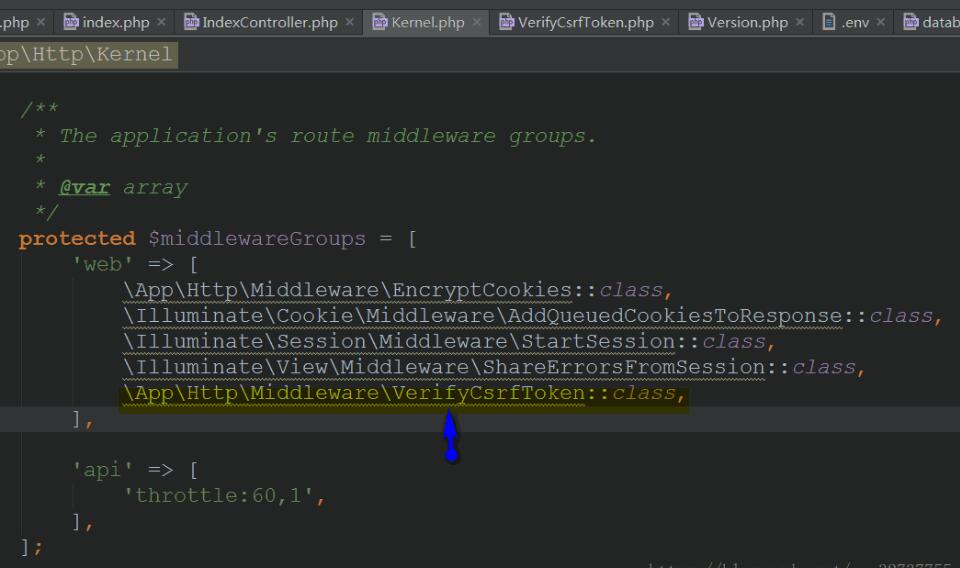 .php × index.php × IndexController.php × Kernel.php × VerifyCsrfToken.php × Version.php × .env × datab
op\Http\Kernel
/**
* The application's route middleware groups.
*
* @var array
*/
protected $middlewareGroups = [
'web' => [
\App\Http\Middleware\EncryptCookies::class,
\Illuminate\Cookie\Middleware\AddQueuedCookiesToResponse::class,
\Illuminate\Session\Middleware\StartSession::class,
\Illuminate\View\Middleware\ShareErrorsFromSession::class,
\App\Http\Middleware\VerifyCsrfToken::class,
],
'api' => [
'throttle:60,1',
],
];